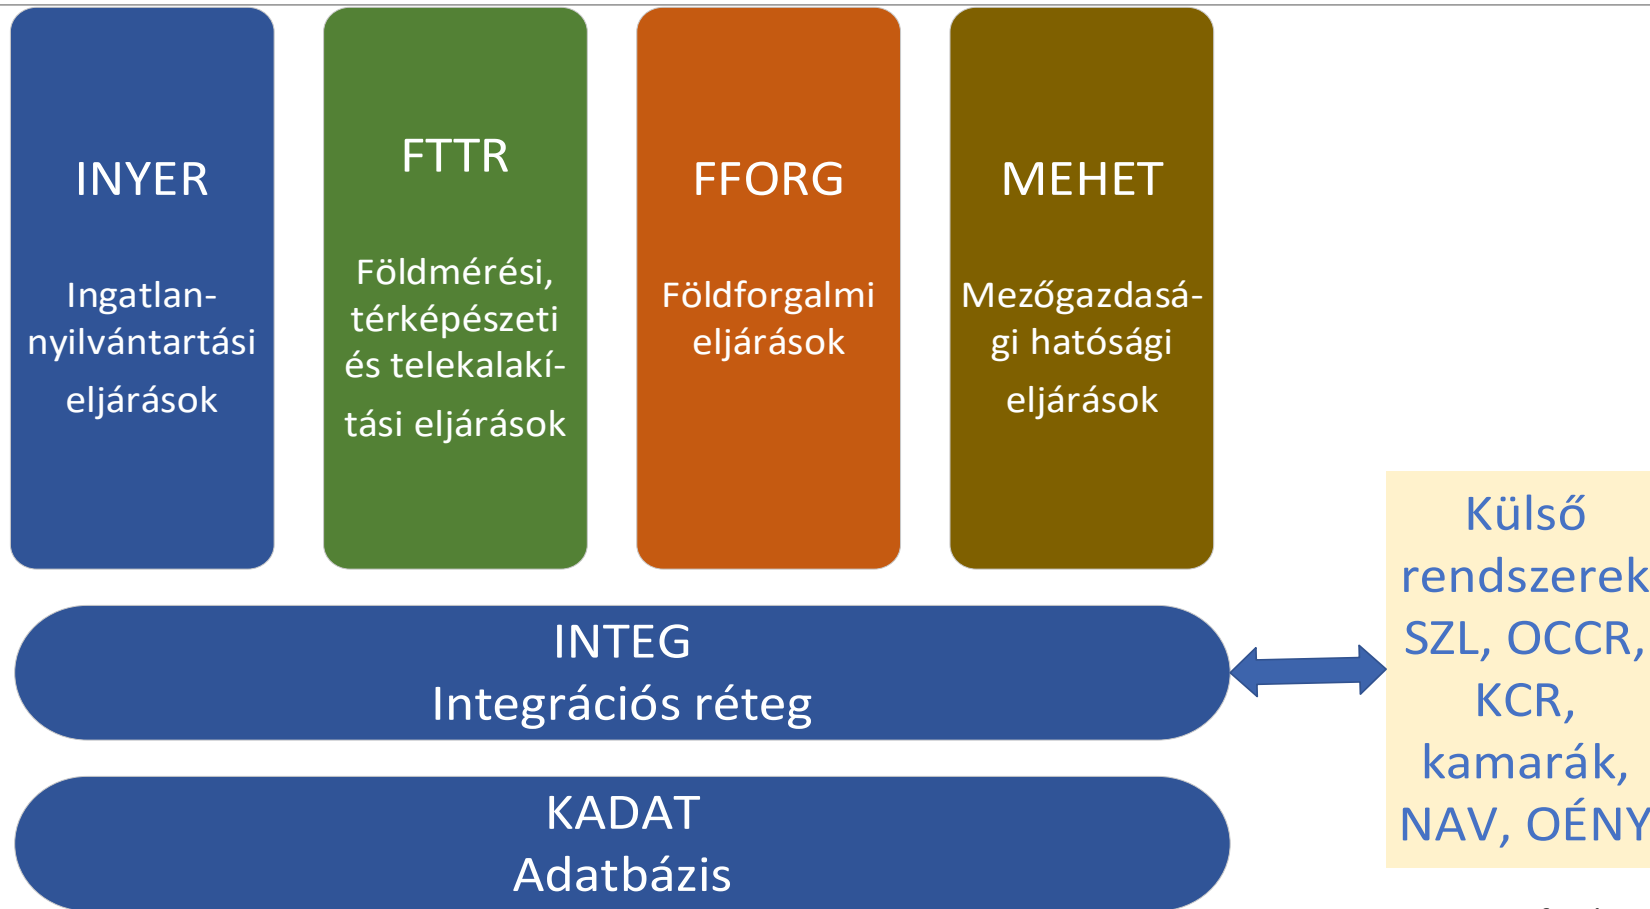 INYER
Ingatlan-
nyilvántartási
eljárások
FTTR
Földmérési,
térképészeti
és telekalakí-
tási eljárások
FFORG
Földforgalmi
eljárások
MEHET
Mezőgazdasá-
gi hatósági
eljárások
Külső
rendszerek
SZL, OCCR,
KCR,
kamarák,
NAV, OÉNY
INTEG
Integrációs réteg
KADAT
Adatbázis